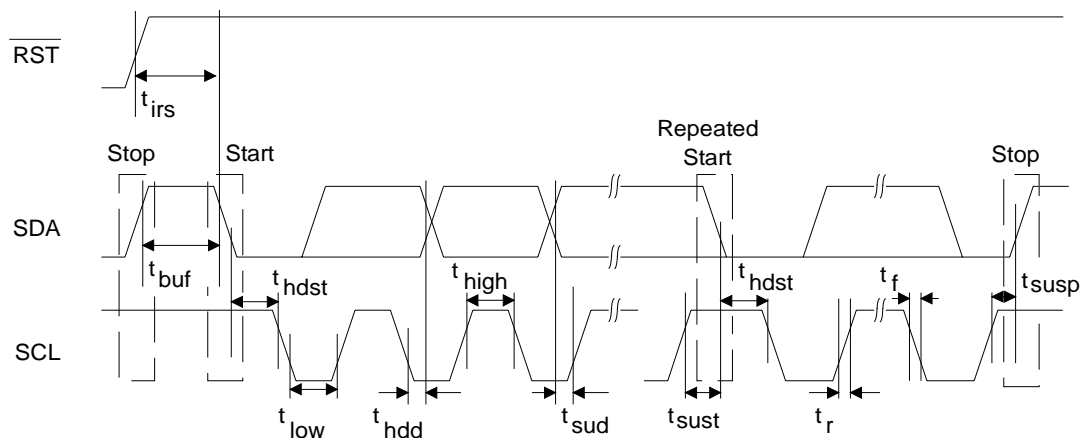 RST
t irs
Repeated
Stop
Start
Start
Stop
SDA
t buf
t hdst
t high
t hdst
t f
t susp
SCL
t low
t hdd
t sud
t sust
t r